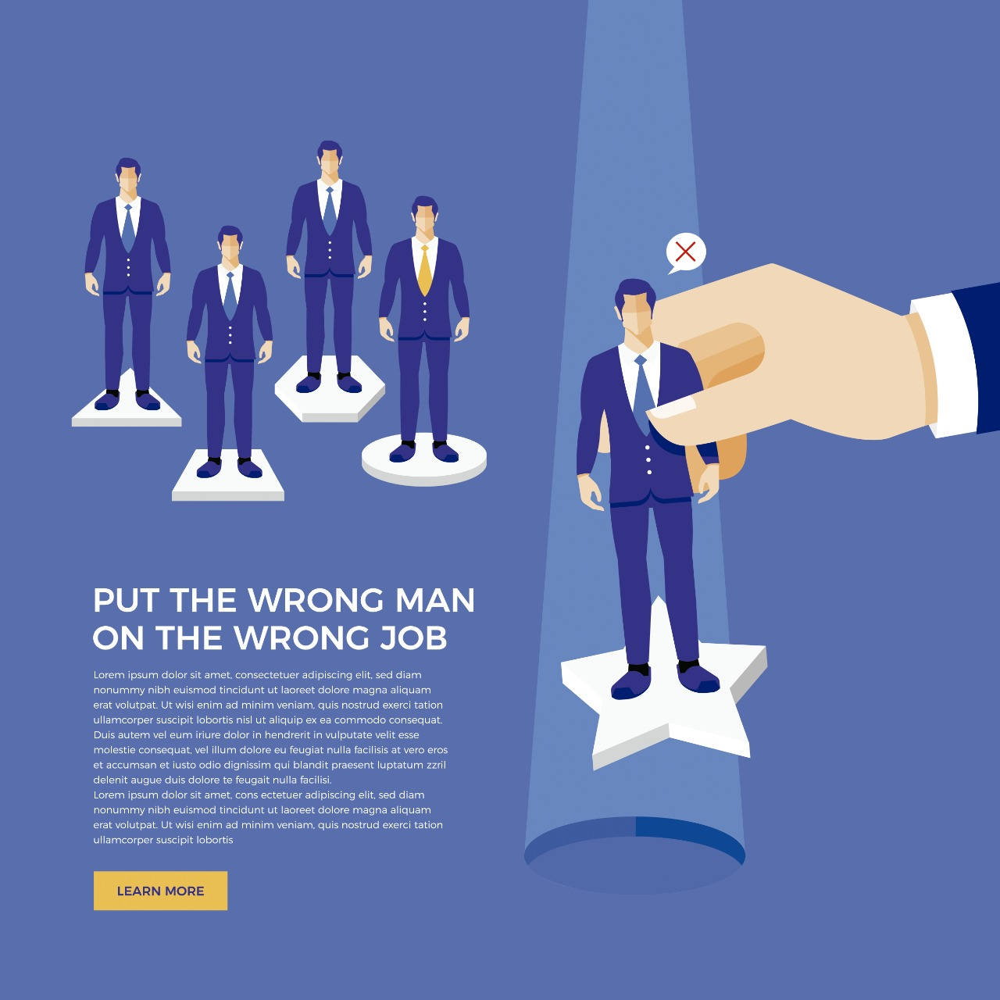 PUT THE WRONG MAN
ON THE WRONG JOB
Lorem ipsum dolor sit amet, consectetuer adipiscing elit, sed diam
nonummy nibh euismod tincidunt ut laoreet dolore magna aliquam
erat volutpat. Ut wisi enim ad minim veniam, quis nostrud exerci tation
ullamcorper suscipit lobortis nisl ut aliquip ex ea commodo consequat.
Duis autem vel eum iriure dolor in hendrerit in vulputate velit esse
molestie consequat, vel illum dolore eu feugiat nulla facilisis at vero eros
et accumsan et iusto odio dignissim qui blandit praesent luptatum zzril
delenit augue duis dolore te feugait nulla facilisi.
Lorem ipsum dolor sit amet, cons ectetuer adipiscing elit, sed diam
nonummy nibh euismod tincidunt ut laoreet dolore magna aliquam
erat volutpat. Ut wisi enim ad minim veniam, quis nostrud exerci tation
ullamcorper suscipit lobortis
LEARN MORE